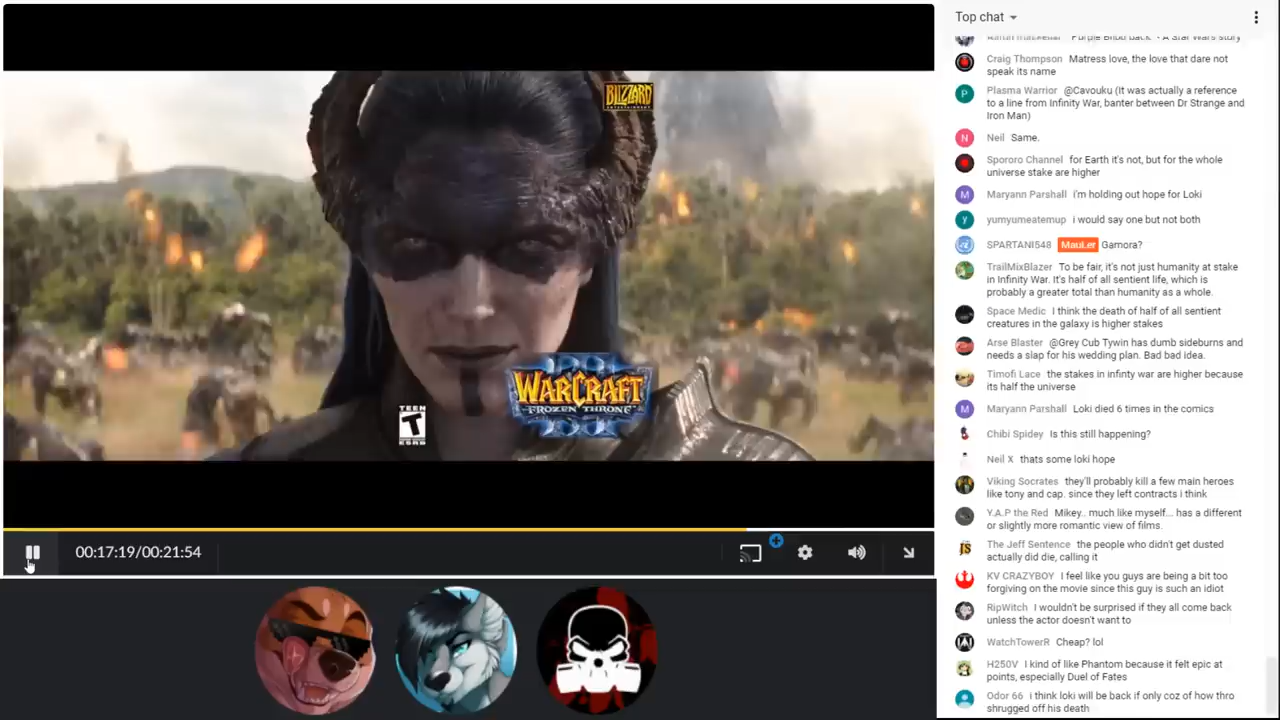 BLIZZARD
ENTERTAINMENT
III
WARCRAFT
FROZEN THRONE
TEEN
T
ESRB
00:17:19/00:21:54
Top chat
Craig Thompson Matress love, the love that dare not
speak its name
P
Plasma Warrior @Cavouku (It was actually a reference
to a line from Infinity War, banter between Dr Strange and
Iron Man)
N
Neil Same.
Spororo Channel for Earth it's not, but for the whole
universe stake are higher
M
Maryann Parshall i'm holding out hope for Loki
y
yumyumeatemup i would say one but not both
SPARTANI548 MauLer Gamora?
TrailMixBlazer To be fair, it's not just humanity at stake
in Infinity War. It's half of all sentient life, which is
probably a greater total than humanity as a whole.
Space Medic I think the death of half of all sentient
creatures in the galaxy is higher stakes
Arse Blaster @Grey Cub Tywin has dumb sideburns and
needs a slap for his wedding plan. Bad bad idea.
Timofi Lace the stakes in infinty war are higher because
its half the universe
M
Maryann Parshall Loki died 6 times in the comics
Chibi Spidey Is this still happening?
Neil X thats some loki hope
Viking Socrates they'll probably kill a few main heroes
like tony and cap. since they left contracts i think
Y.A.P the Red Mikey.. much like myself... has a different
or slightly more romantic view of films.
JS
The Jeff Sentence the people who didn't get dusted
actually did die, calling it
KV CRAZYBOY I feel like you guys are being a bit too
forgiving on the movie since this guy is such an idiot
RipWitch I wouldn't be surprised if they all come back
unless the actor doesn't want to
WatchTowerR Cheap? lol
H250V I kind of like Phantom because it felt epic at
points, especially Duel of Fates
Odor 66 i think loki will be back if only coz of how thro
shrugged off his death